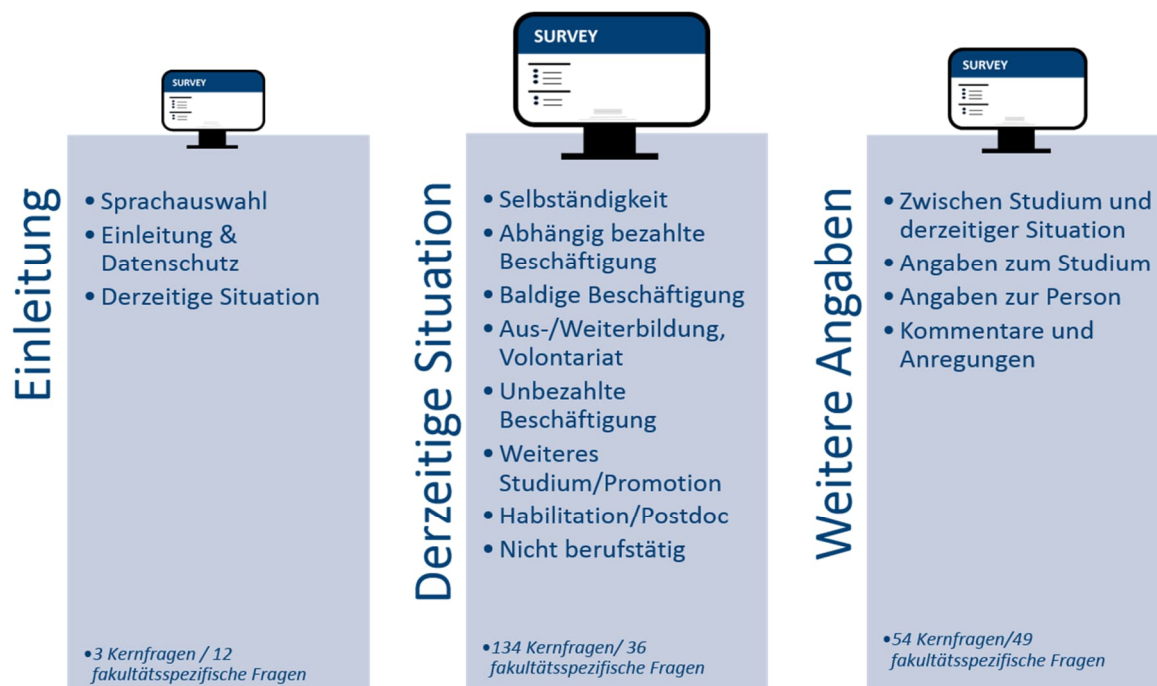 SURVEY
Einleitung
• Sprachauswahl
• Einleitung &
Datenschutz
• Derzeitige Situation
•3 Kernfragen / 12
fakultätsspezifische Fragen
SURVEY
Derzeitige Situation
• Selbständigkeit
• Abhängig bezahlte
Beschäftigung
• Baldige Beschäftigung
• Aus-/Weiterbildung,
Volontariat
• Unbezahlte
Beschäftigung
• Weiteres
Studium/Promotion
• Habilitation/Postdoc
• Nicht berufstätig
•134 Kernfragen/ 36
fakultätsspezifische Fragen
SURVEY
Weitere Angaben
• Zwischen Studium und
derzeitiger Situation
• Angaben zum Studium
• Angaben zur Person
• Kommentare und
Anregungen
•54 Kernfragen/49
fakultätsspezifische Fragen